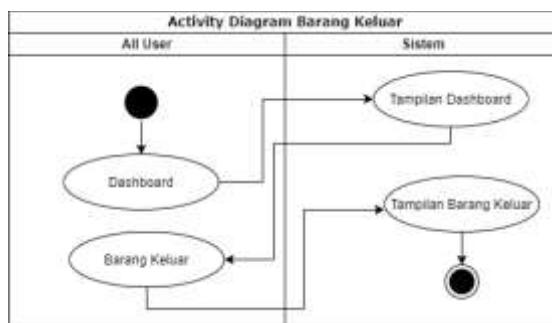 Activity Diagram Barang Keluar
All User
Sistem
Tampilan Dashboard
Dashboard
Tampilan Barang Keluar
Barang Keluar